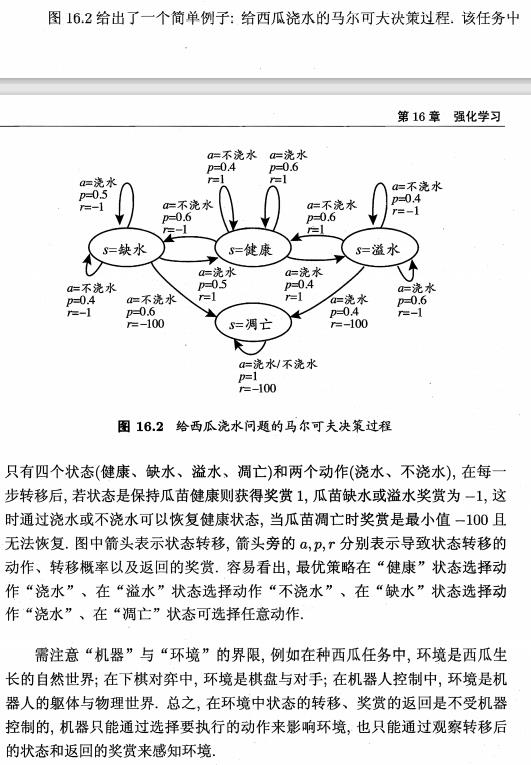 图 16.2 给出了一个简单例子: 给西瓜浇水的马尔可夫决策过程. 该任务中
第 16 章 强化学习
a=不浇水 a=浇水
p=0.4 p=0.6
r=1 r=1
a=浇水
p=0.5
r=-1
a=不浇水
p=0.4
r=-1
a=不浇水
p=0.6
r=-1
a=不浇水
p=0.6
r=1
s=缺水
s=健康
s=溢水
a=浇水
p=0.5
r=1
a=浇水
p=0.4
r=1
a=不浇水
p=0.4
r=-1
a=不浇水
p=0.6
r=-100
a=浇水
p=0.4
r=-100
a=浇水
p=0.6
r=-1
s=凋亡
a=浇水/不浇水
p=1
r=-100
图 16.2 给西瓜浇水问题的马尔可夫决策过程
只有四个状态(健康、缺水、溢水、凋亡)和两个动作(浇水、不浇水), 在每一
步转移后, 若状态是保持瓜苗健康则获得奖赏 1, 瓜苗缺水或溢水奖赏为 −1, 这
时通过浇水或不浇水可以恢复健康状态, 当瓜苗凋亡时奖赏是最小值 −100 且
无法恢复. 图中箭头表示状态转移, 箭头旁的 a, p, r 分别表示导致状态转移的
动作、转移概率以及返回的奖赏. 容易看出, 最优策略在“健康”状态选择动
作“浇水”、在“溢水”状态选择动作“不浇水”、在“缺水”状态选择动
作“浇水”、在“凋亡”状态可选择任意动作.
需注意“机器”与“环境”的界限, 例如在种西瓜任务中, 环境是西瓜生
长的自然世界; 在下棋对弈中, 环境是棋盘与对手; 在机器人控制中, 环境是机
器人的躯体与物理世界. 总之, 在环境中状态的转移、奖赏的返回是不受机器
控制的, 机器只能通过选择要执行的动作来影响环境, 也只能通过观察转移后
的状态和返回的奖赏来感知环境.